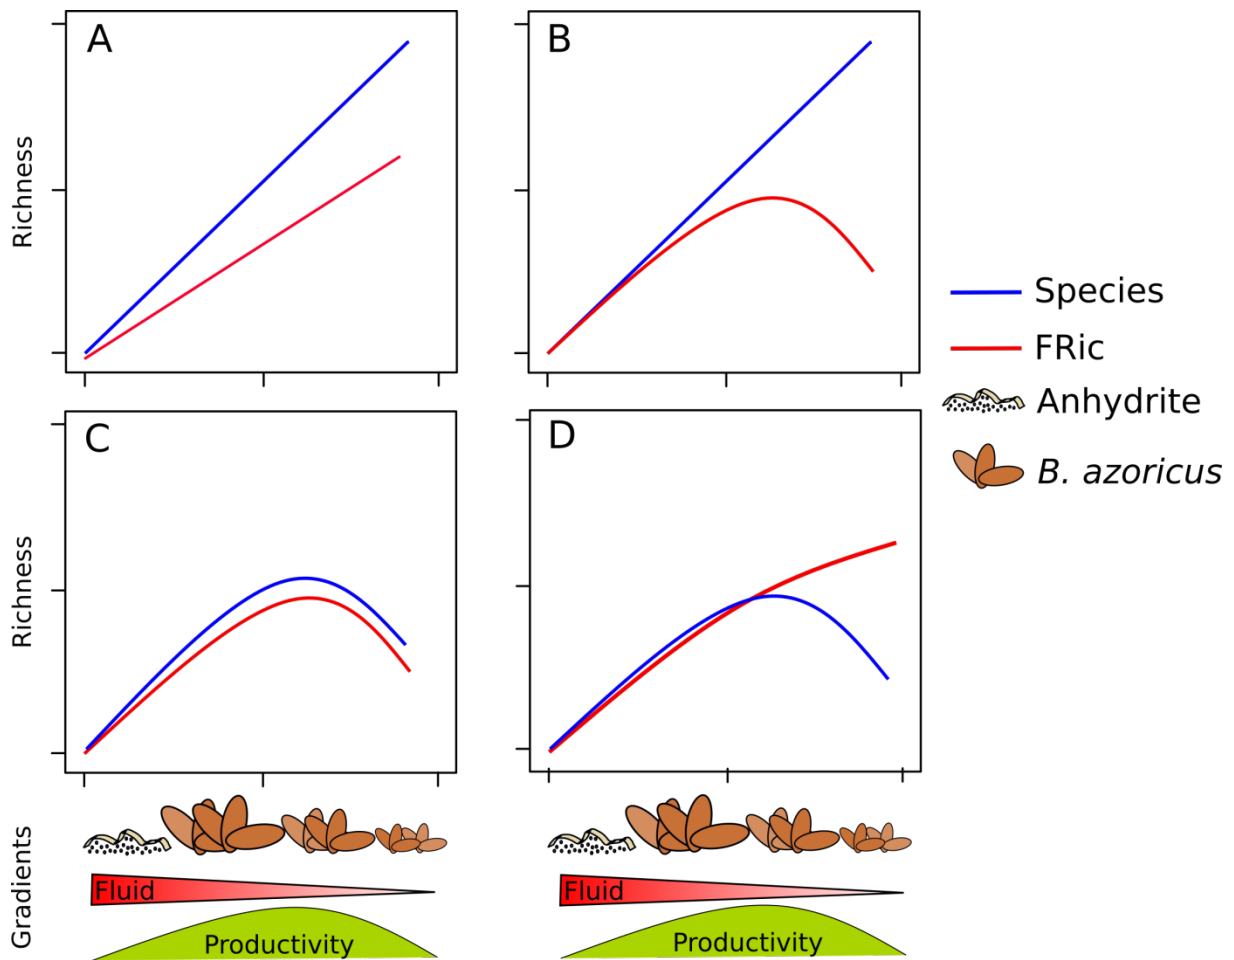 A
B
Richness
Species
FRic
Anhydrite
B. azoricus
C
D
Richness
Gradients
Fluid
Fluid
Productivity
Productivity